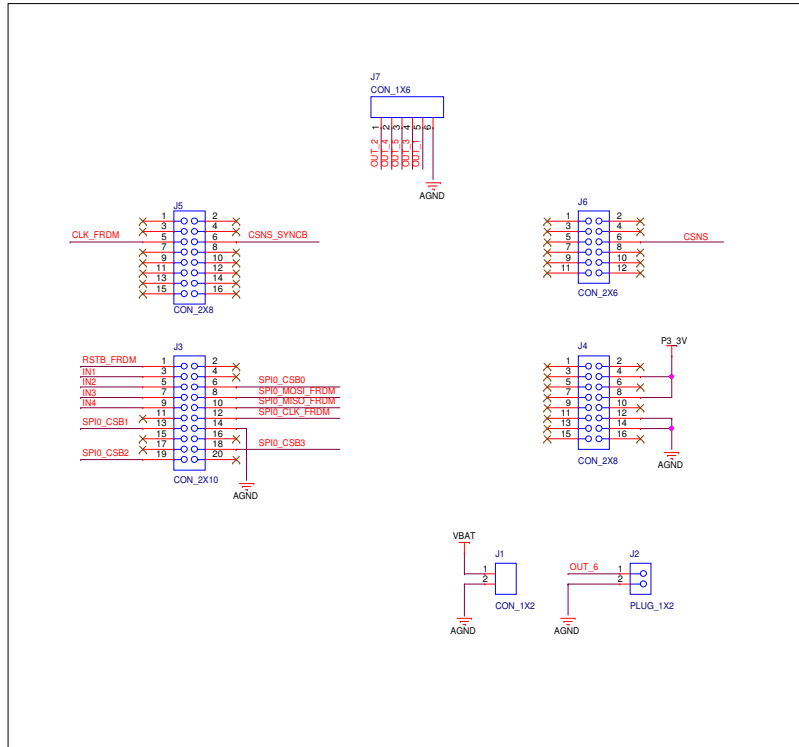 J7
CON_1X6
1 2 3 4 5 6
OUT_2 OUT_4 OUT_5 OUT_3 OUT_1
AGND
J5
1 2
3 4
CLK_FRDM 5 6 CSNS_SYNCB
7 8
9 10
11 12
13 14
15 16
CON_2X8
J6
1 2
3 4
5 6 CSNS
7 8
9 10
11 12
CON_2X6
J3
RSTB_FRDM 1 2
IN1 3 4
IN2 5 6 SPI0_CSB0
IN3 7 8 SPI0_MOSI_FRDM
IN4 9 10 SPI0_MISO_FRDM
11 12 SPI0_CLK_FRDM
SPI0_CSB1 13 14
15 16
17 18 SPI0_CSB3
SPI0_CSB2 19 20
CON_2X10
AGND
P3_3V
J4
1 2
3 4
5 6
7 8
9 10
11 12
13 14
15 16
CON_2X8
AGND
VBAT
J1
1
2
CON_1X2
AGND
J2
OUT_6 1
2
PLUG_1X2
AGND